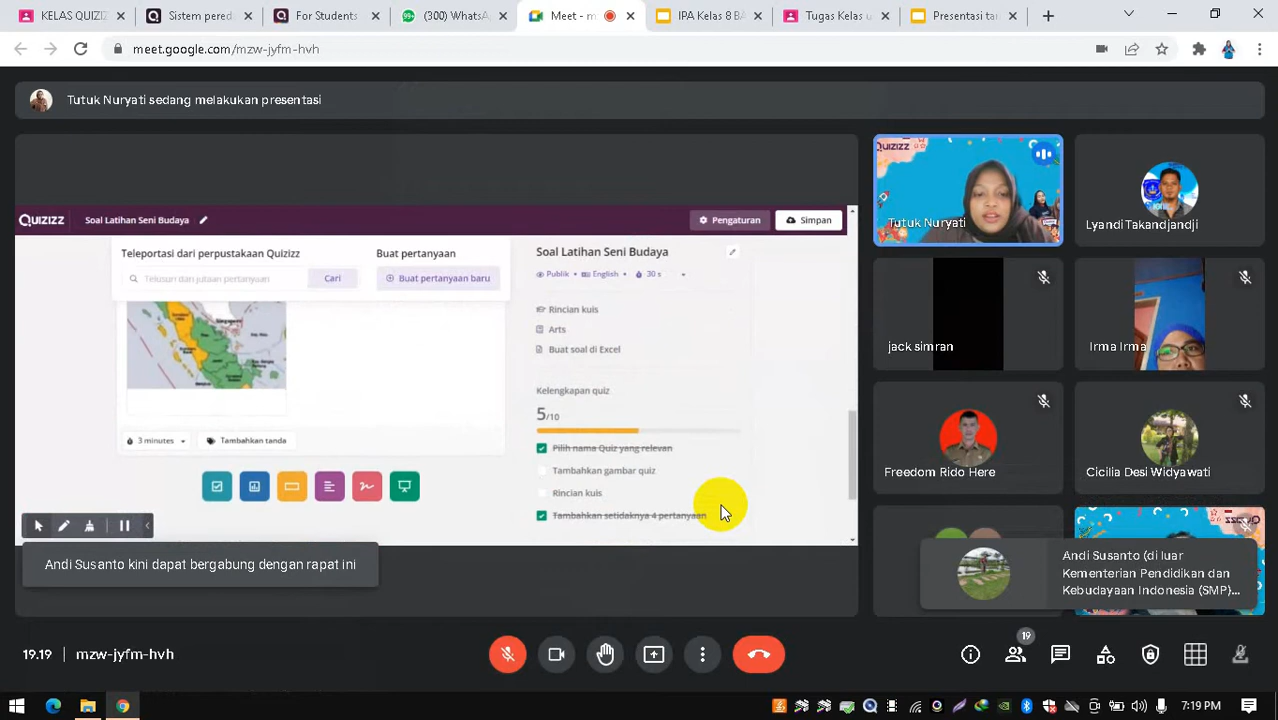 KELAS QUIZIZ
Sistem pered
For Student
(300) WhatsA
Meet - m
IPA Kelas 8 BA
Tugas Kelas u
Presentasi tan
meet.google.com/mzw-jyfm-hvh
Tutuk Nuryati sedang melakukan presentasi
QUIZIZZ
Soal Latihan Seni Budaya
Pengaturan
Simpan
Teleportasi dari perpustakaan Quizizz
Buat pertanyaan
Telusuri dari jutaan pertanyaan
Cari
Buat pertanyaan baru
3 minutes
Tambahkan tanda
Soal Latihan Seni Budaya
Publik • English • 30 s
Rincian kuis
Arts
Buat soal di Excel
Kelengkapan quiz
5/10
Pilih nama Quiz yang relevan
Tambahkan gambar quiz
Rincian kuis
Tambahkan setidaknya 4 pertanyaan
Andi Susanto kini dapat bergabung dengan rapat ini
QUIZIZZ
Tutuk Nuryati
Lyandi Takandjandji
jack simran
Irma Irma
Freedom Rido Here
Cicilia Desi Widyawati
Andi Susanto (di luar
Kementerian Pendidikan dan
Kebudayaan Indonesia (SMP)...
19.19
mzw-jyfm-hvh
19
7:19 PM